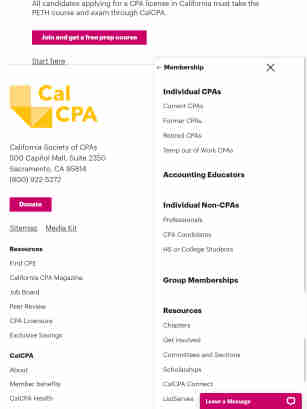 All candidates applying for a CPA license in California must take the
PETH course and exam through CalCPA.
Join and get a free prep course
Start here
Cal
CPA
California Society of CPAs
500 Capitol Mall, Suite 2350
Sacramento, CA 95814
(800) 922-5272
Donate
Sitemap Media Kit
Resources
Find CPE
California CPA Magazine
Job Board
Peer Review
CPA Licensure
Exclusive Savings
CalCPA
About
Member benefits
CalCPA Health
← Membership
Individual CPAs
Current CPAs
Former CPAs
Retired CPAs
Temp out of Work CPAs
Accounting Educators
Individual Non-CPAs
Professionals
CPA Candidates
HS or College Students
Group Memberships
Resources
Chapters
Get involved
Committees and Sections
Scholarships
CalCPA Connect
ListServes
Leave a Message